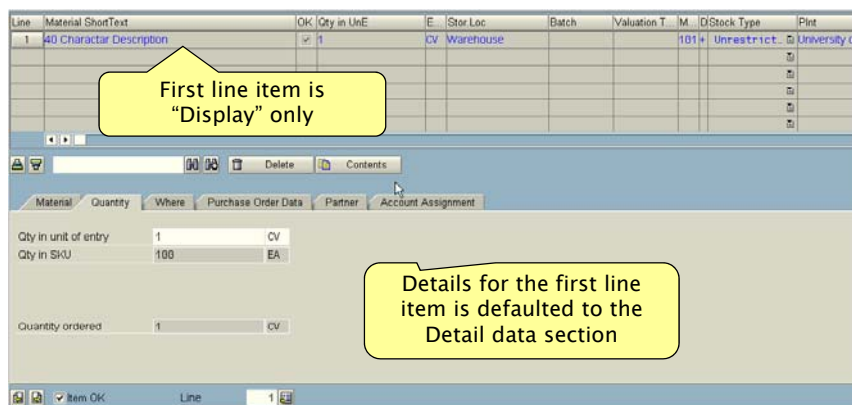 Line Material ShortText OK Qty in UnE E... Stor.Loc Batch Valuation T... M... D Stock Type Plnt
1 40 Charactar Description 1 CV Warehouse 101 + Unrestrict... University
First line item is
“Display” only
Delete Contents
Material Quantity Where Purchase Order Data Partner Account Assignment
Qty in unit of entry 1 CV
Qty in SKU 100 EA
Details for the first line
item is defaulted to the
Detail data section
Quantity ordered 1 CV
Item OK Line 1